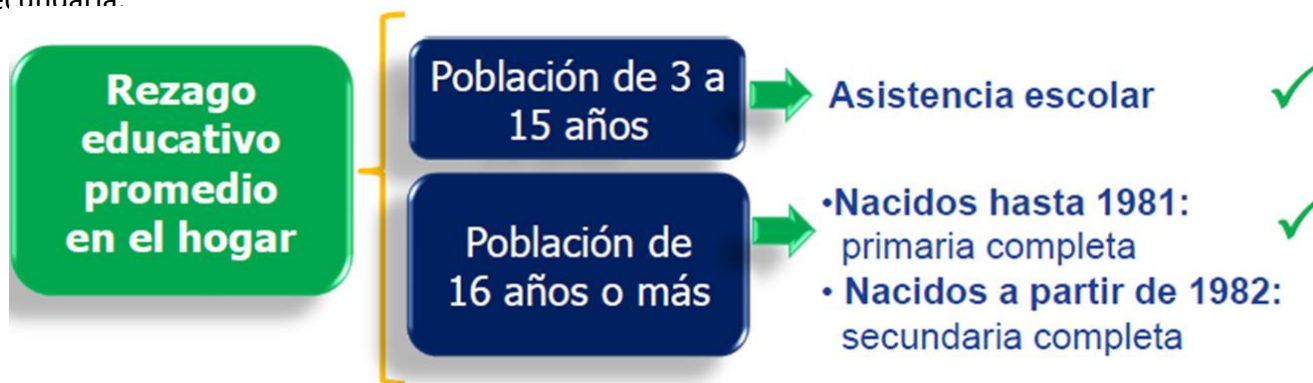 Rezago
educativo
promedio
en el hogar
Población de 3 a
15 años
Asistencia escolar
Población de
16 años o más
•Nacidos hasta 1981:
primaria completa
• Nacidos a partir de 1982:
secundaria completa